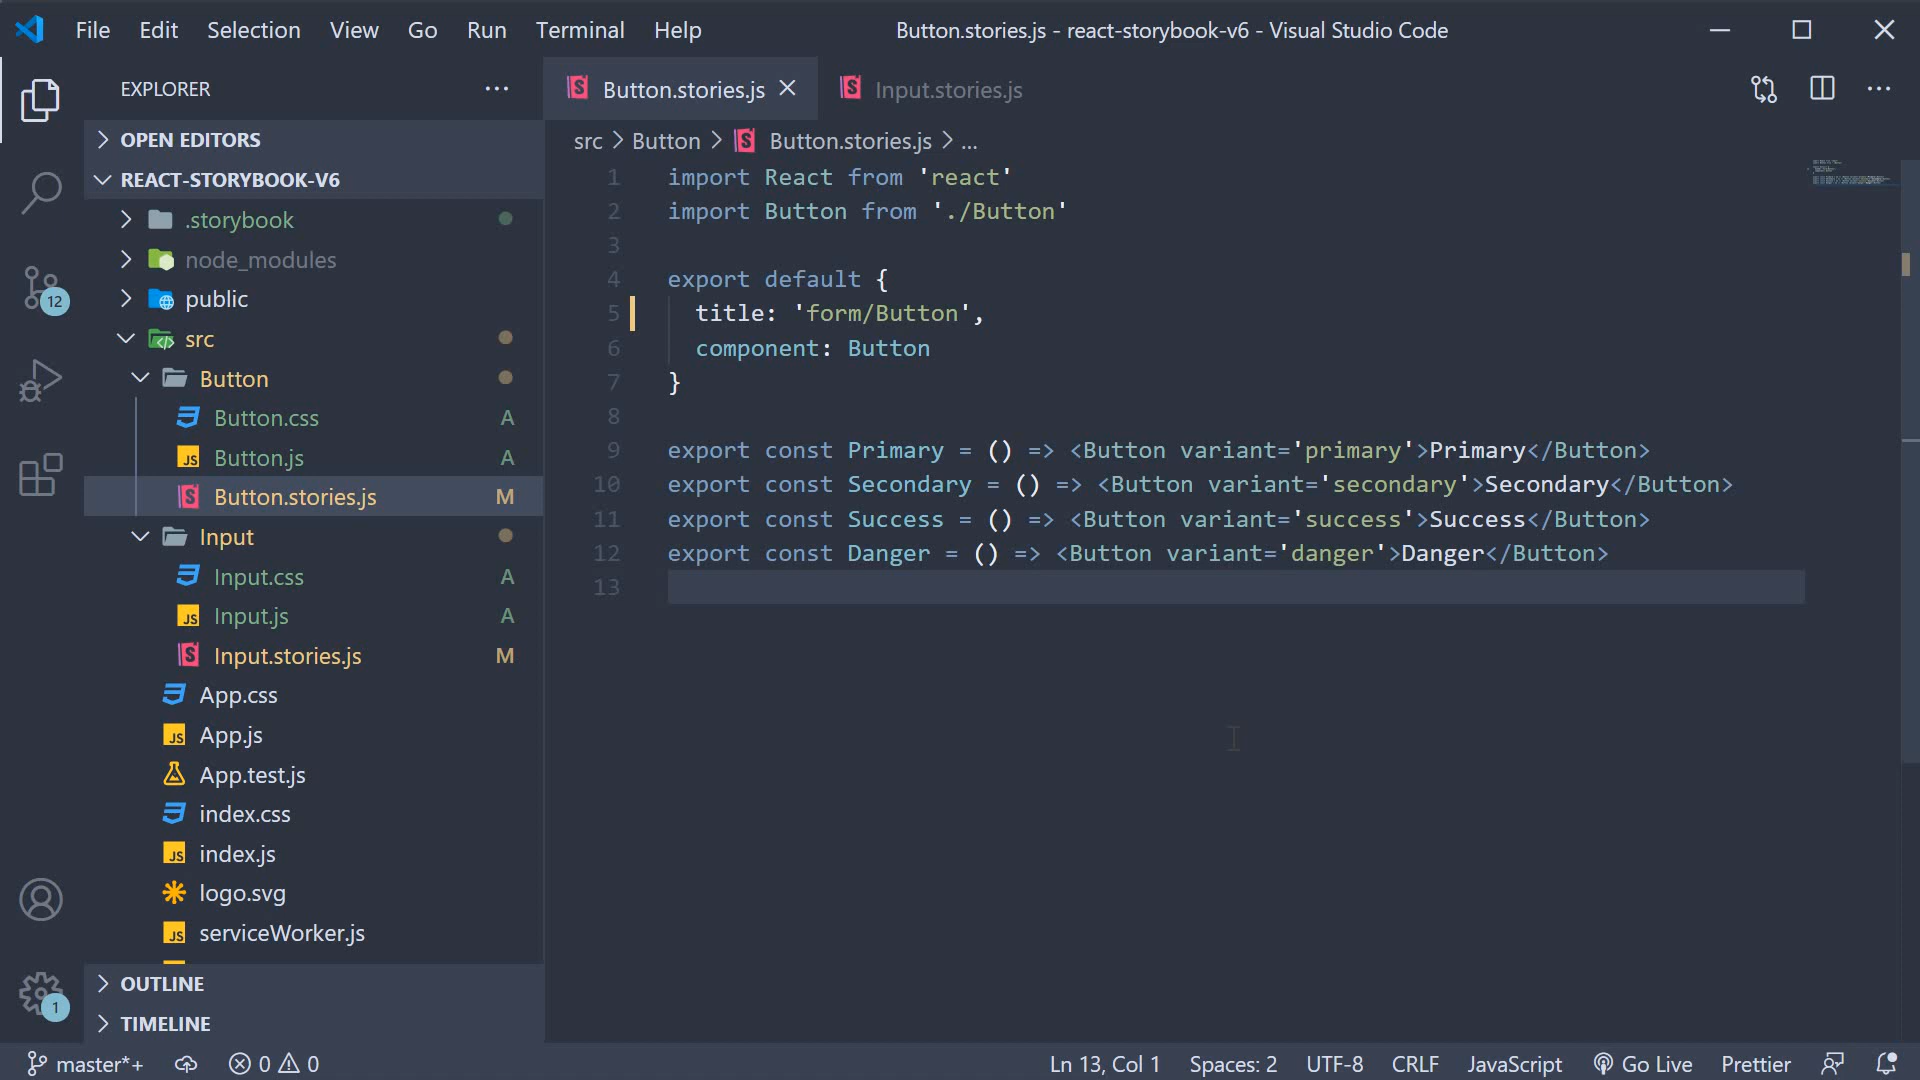 File Edit Selection View Go Run Terminal Help
Button.stories.js - react-storybook-v6 - Visual Studio Code
EXPLORER
OPEN EDITORS
REACT-STORYBOOK-V6
.storybook
node_modules
public
src
Button
Button.css A
Button.js A
Button.stories.js M
Input
Input.css A
Input.js A
Input.stories.js M
App.css
App.js
App.test.js
index.css
index.js
logo.svg
serviceWorker.js
OUTLINE
TIMELINE
12
1
Button.stories.js Input.stories.js
src > Button > Button.stories.js > ...
1 import React from 'react'
2 import Button from './Button'
3
4 export default {
5 title: 'form/Button',
6 component: Button
7 }
8
9 export const Primary = () => <Button variant='primary'>Primary</Button>
10 export const Secondary = () => <Button variant='secondary'>Secondary</Button>
11 export const Success = () => <Button variant='success'>Success</Button>
12 export const Danger = () => <Button variant='danger'>Danger</Button>
13
master*+ 0 0 Ln 13, Col 1 Spaces: 2 UTF-8 CRLF JavaScript Go Live Prettier